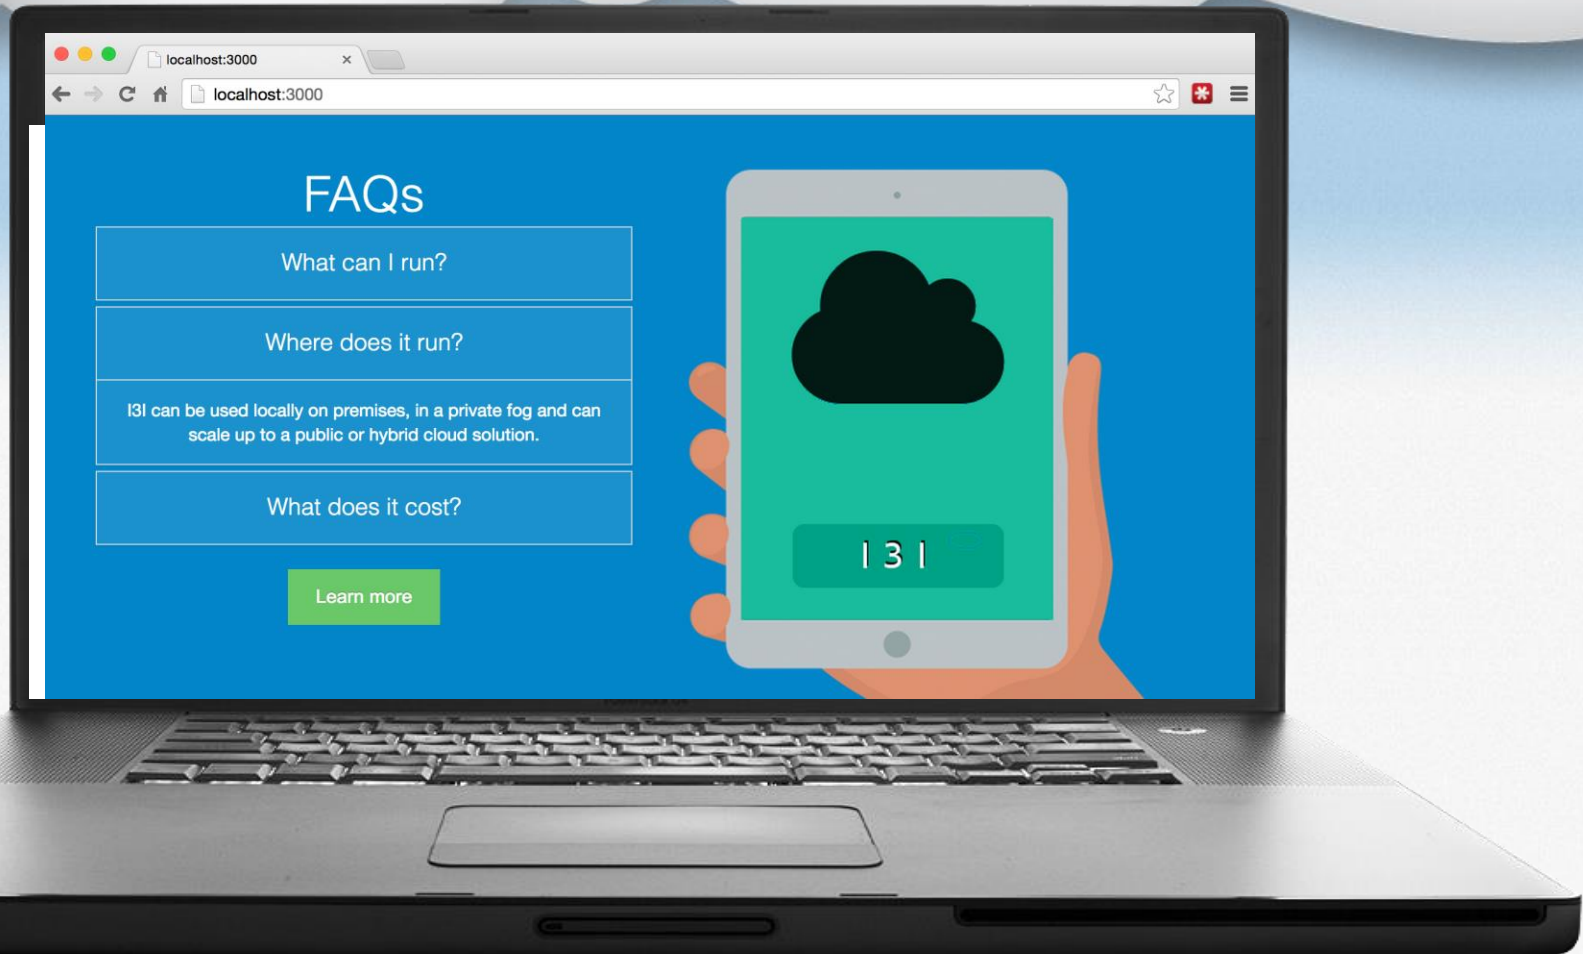 localhost:3000
localhost:3000
FAQs
What can I run?
Where does it run?
I3I can be used locally on premises, in a private fog and can
scale up to a public or hybrid cloud solution.
What does it cost?
Learn more
I 3 I